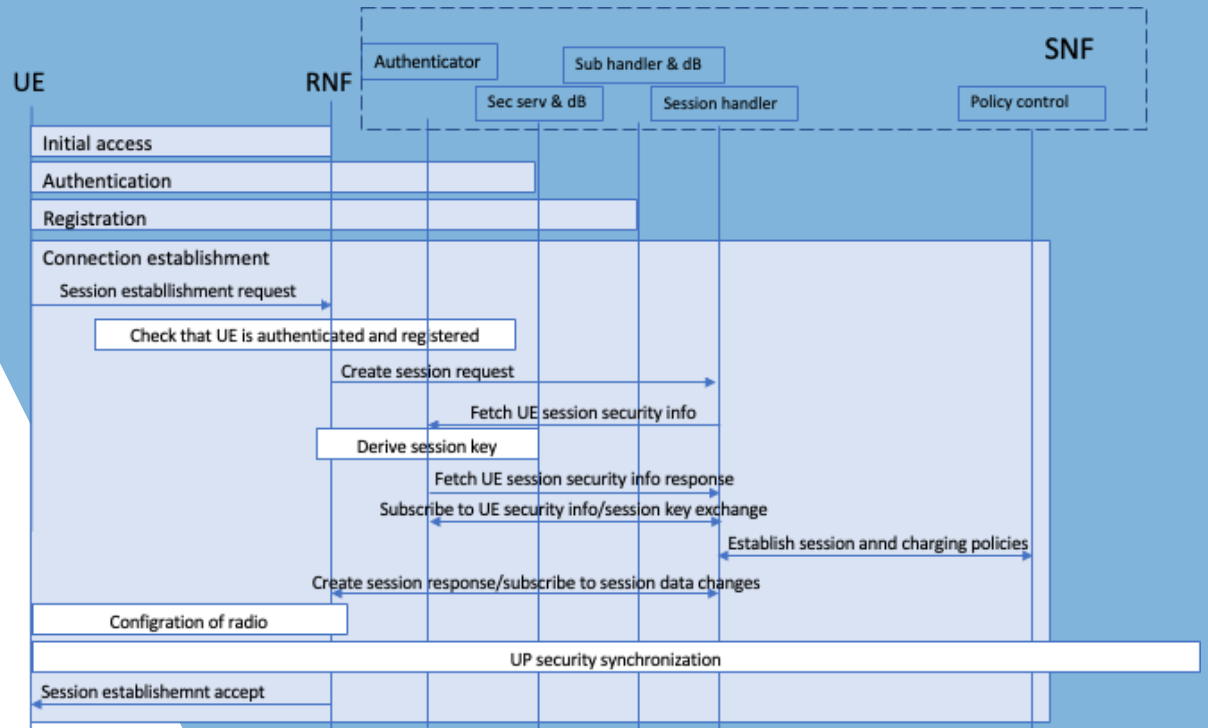 SNF
Authenticator
Sub handler & dB
UE
RNF
Sec serv & dB
Session handler
Policy control
Initial access
Authentication
Registration
Connection establishment
Session establlishment request
Check that UE is authenticated and registered
Create session request
Fetch UE session security info
Derive session key
Fetch UE session security info response
Subscribe to UE security info/session key exchange
Establish session annd charging policies
Create session response/subscribe to session data changes
Configration of radio
UP security synchronization
Session establishemnt accept